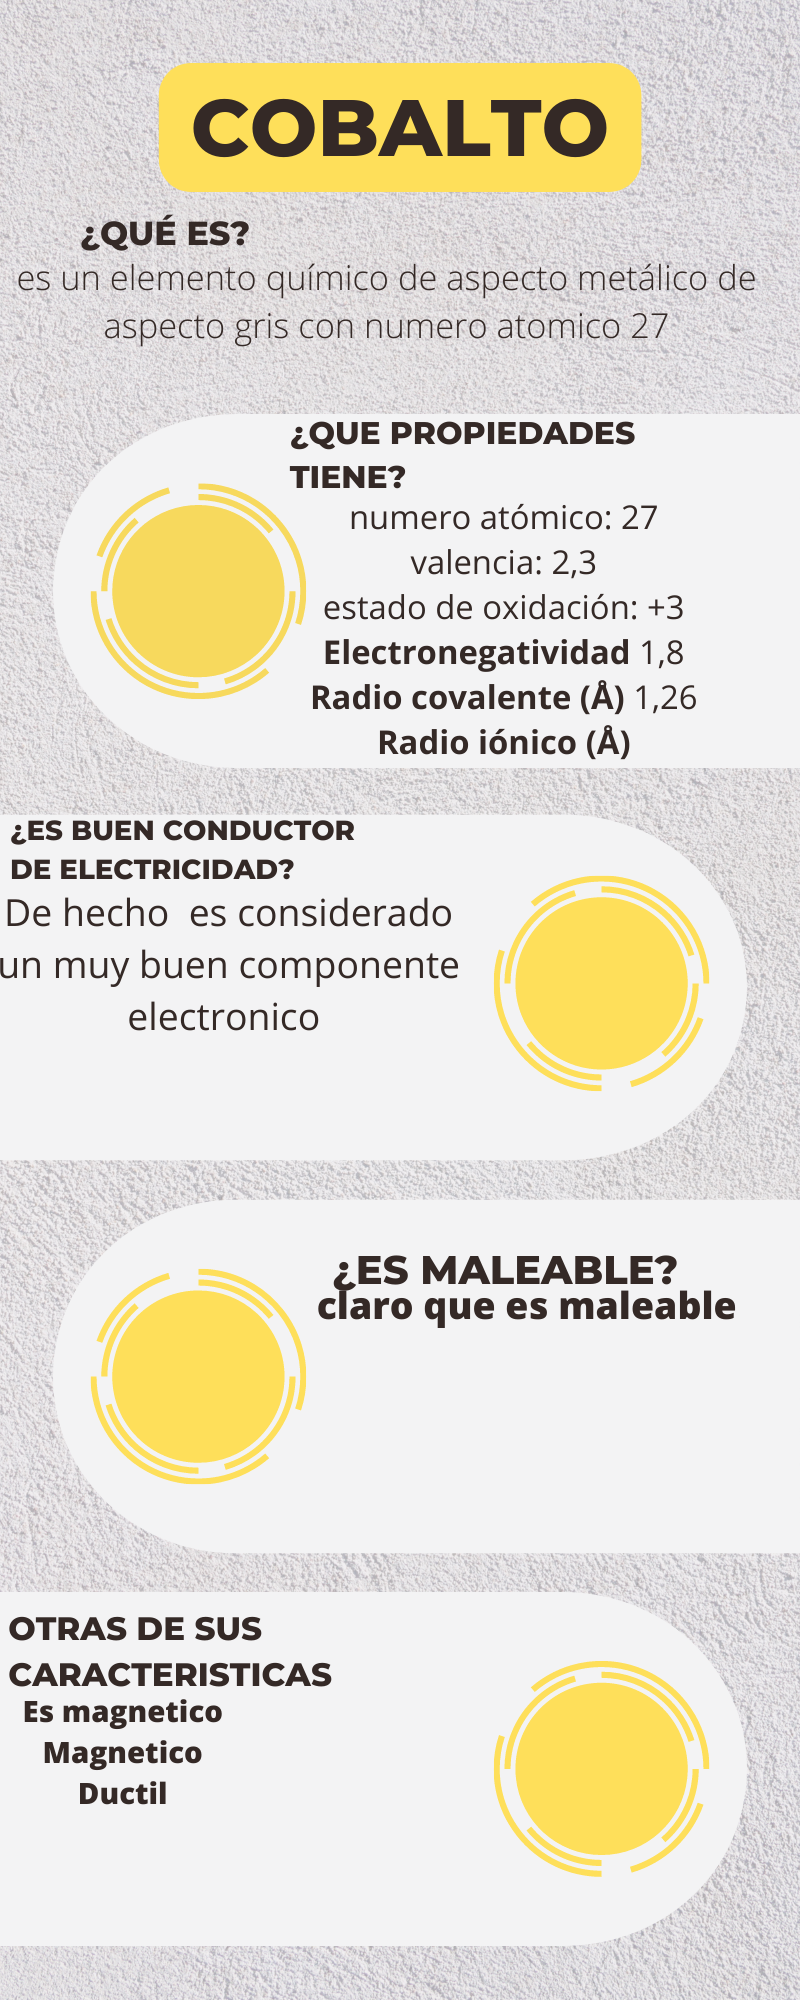 COBALTO
¿QUÉ ES?
es un elemento químico de aspecto metálico de
aspecto gris con numero atomico 27
¿QUE PROPIEDADES
TIENE?
numero atómico: 27
valencia: 2,3
estado de oxidación: +3
Electronegatividad 1,8
Radio covalente (Å) 1,26
Radio iónico (Å)
¿ES BUEN CONDUCTOR
DE ELECTRICIDAD?
De hecho  es considerado
un muy buen componente
electronico
¿ES MALEABLE?
claro que es maleable
OTRAS DE SUS
CARACTERISTICAS
Es magnetico
Magnetico
Ductil